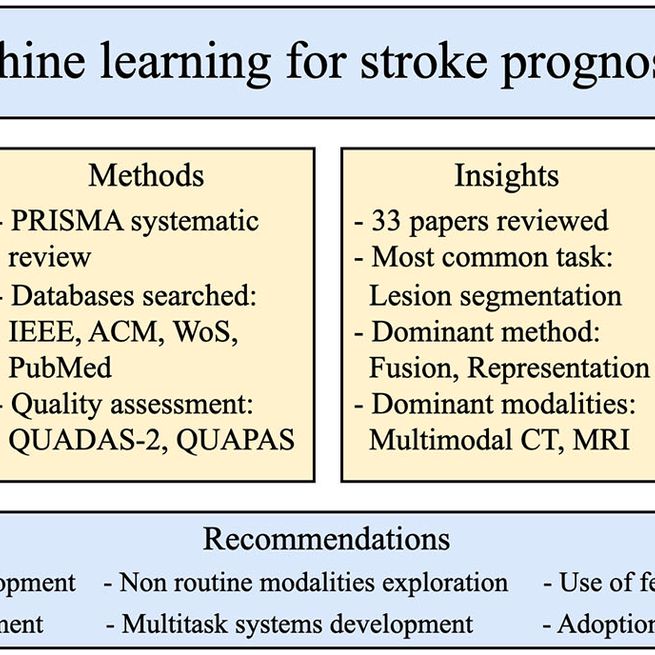 hine learning for stroke progno
Methods
- PRISMA systematic
review
- Databases searched:
IEEE, ACM, WoS,
PubMed
- Quality assessment:
QUADAS-2, QUAPAS
Insights
- 33 papers reviewed
- Most common task:
Lesion segmentation
- Dominant method:
Fusion, Representation
- Dominant modalities:
Multimodal CT, MRI
Recommendations
opment - Non routine modalities exploration - Use of fe
ment - Multitask systems development - Adoption